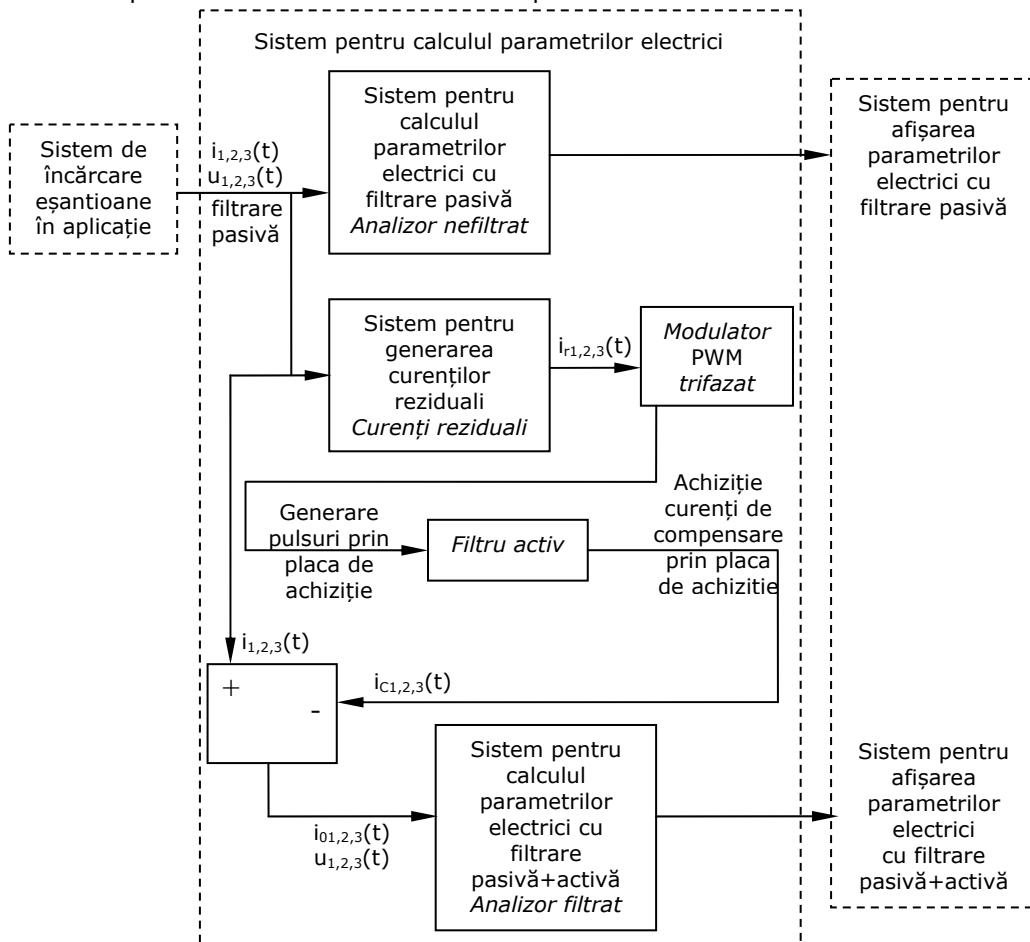 Sistem pentru calculul parametrilor electrici
Sistem de
încărcare
eșantioane
în aplicație
i1,2,3(t)
u1,2,3(t)
filtrare
pasivă
Sistem pentru
calculul
parametrilor
electrici cu
filtrare pasivă
Analizor nefiltrat
Sistem pentru
afișarea
parametrilor
electrici cu
filtrare pasivă
Sistem pentru
generarea
curenților
reziduali
Curenți reziduali
ir1,2,3(t)
Modulator
PWM
trifazat
Generare
pulsuri prin
placa de
achiziție
Filtru activ
Achiziție
curenți de
compensare
prin placa
de achizitie
i1,2,3(t)
+
-
iC1,2,3(t)
i01,2,3(t)
u1,2,3(t)
Sistem pentru
calculul
parametrilor
electrici cu
filtrare
pasivă+activă
Analizor filtrat
Sistem pentru
afișarea
parametrilor
electrici
cu filtrare
pasivă+activă